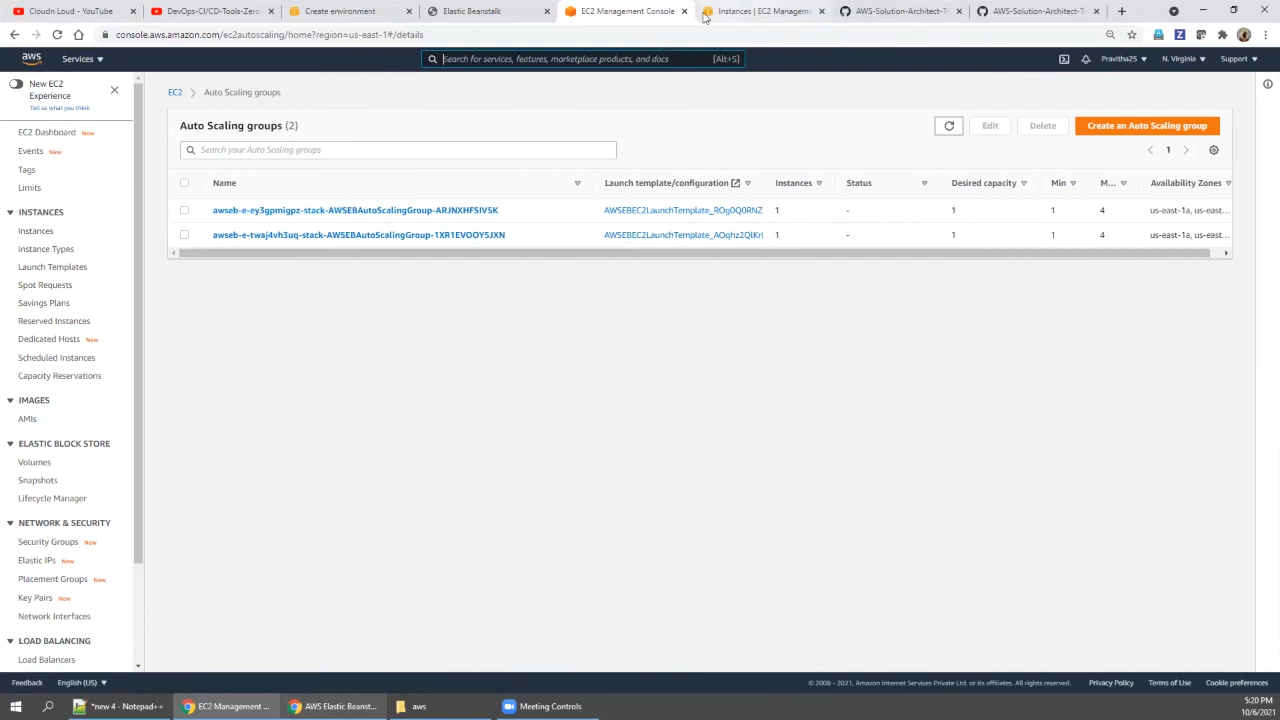 Cloudn Loud - YouTube
DevOps-CI/CD-Tools-Zero-
Create environment
Elastic Beanstalk
EC2 Management Console
Instances | EC2 Management
AWS-Solution-Architect-T
AWS-Solution-Architect-Tr
console.aws.amazon.com/ec2autoscaling/home?region=us-east-1#/details
aws
Services
Search for services, features, marketplace products, and docs
[Alt+S]
Pravitha25
N. Virginia
Support
New EC2
Experience
Tell us what you think
EC2 Dashboard New
Events New
Tags
Limits
INSTANCES
Instances
Instance Types
Launch Templates
Spot Requests
Savings Plans
Reserved Instances
Dedicated Hosts New
Scheduled Instances
Capacity Reservations
IMAGES
AMIs
ELASTIC BLOCK STORE
Volumes
Snapshots
Lifecycle Manager
NETWORK & SECURITY
Security Groups New
Elastic IPs New
Placement Groups New
Key Pairs New
Network Interfaces
LOAD BALANCING
Load Balancers
EC2 > Auto Scaling groups
Auto Scaling groups (2)
Edit
Delete
Create an Auto Scaling group
Search your Auto Scaling groups
1
Name Launch template/configuration Instances Status Desired capacity Min M... Availability Zones
awseb-e-ey3gpmigpz-stack-AWSEBAutoScalingGroup-ARJNXHFSIV5K AWSEBEC2LaunchTemplate_ROg0Q0RNZ 1 - 1 1 4 us-east-1a, us-east...
awseb-e-twaj4vh3uq-stack-AWSEBAutoScalingGroup-1XR1EVOOY5JXN AWSEBEC2LaunchTemplate_AOqhz2QlKrI 1 - 1 1 4 us-east-1a, us-east...
Feedback
English (US)
© 2008 - 2021, Amazon Internet Services Private Ltd. or its affiliates. All rights reserved.
Privacy Policy
Terms of Use
Cookie preferences
*new 4 - Notepad++
EC2 Management ...
AWS Elastic Beanst...
aws
Meeting Controls
5:20 PM
10/6/2021